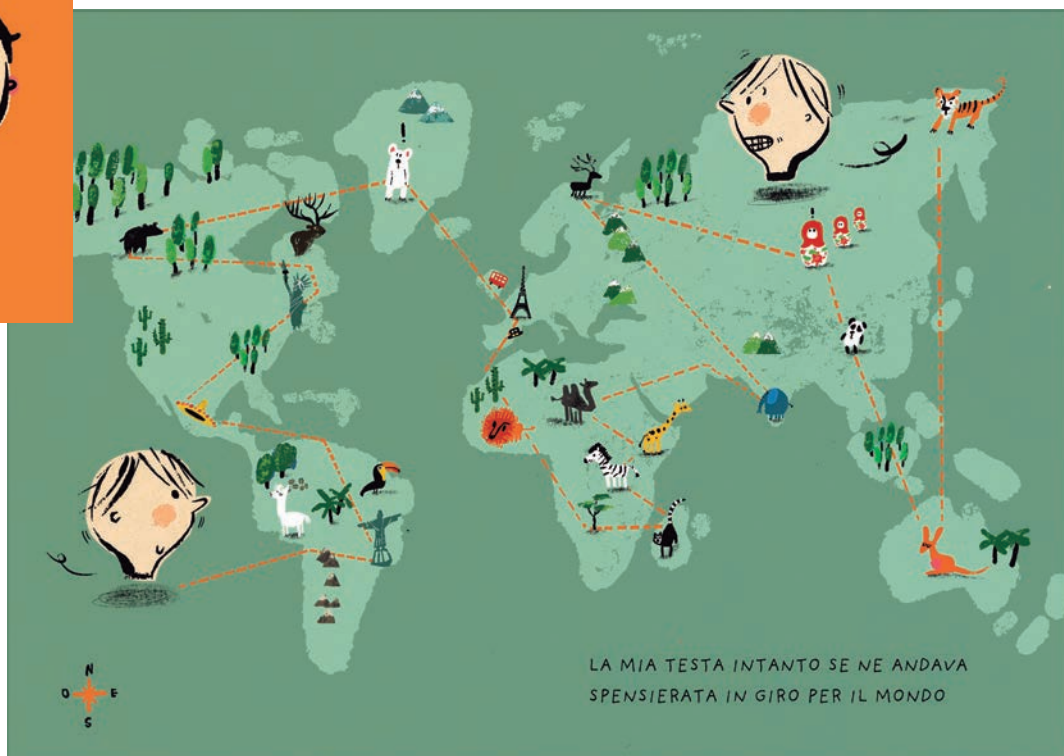 LA MIA TESTA INTANTO SE NE ANDAVA
SPENSIERATA IN GIRO PER IL MONDO
N
O E
S